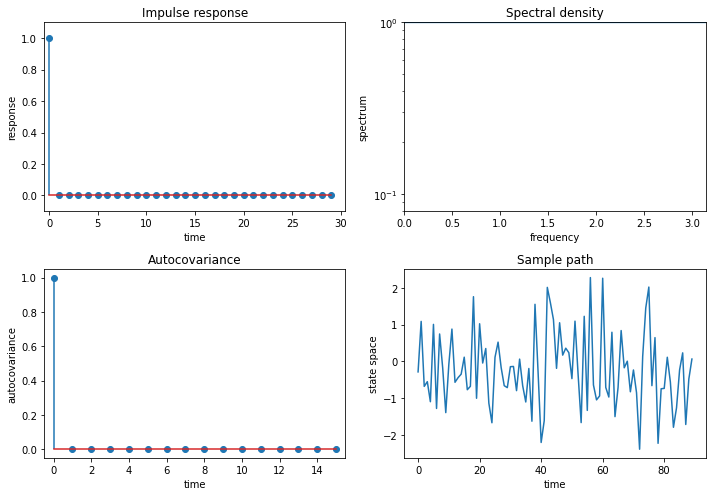 Impulse response
1.0
0.8
0.6
0.4
0.2
0.0
response
0 5 10 15 20 25 30
time
Spectral density
10⁰
10⁻¹
spectrum
0.0 0.5 1.0 1.5 2.0 2.5 3.0
frequency
Autocovariance
1.0
0.8
0.6
0.4
0.2
0.0
autocovariance
0 2 4 6 8 10 12 14
time
Sample path
2
1
0
−1
−2
state space
0 20 40 60 80
time